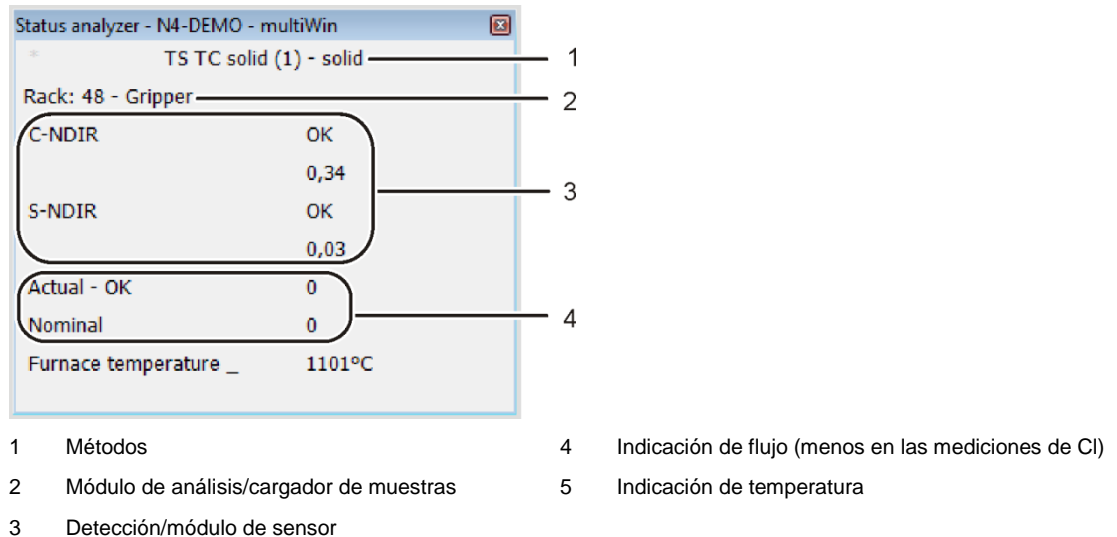 Status analyzer - N4-DEMO - multiWin
* TS TC solid (1) - solid 1
Rack: 48 - Gripper 2
C-NDIR OK
0,34
3
S-NDIR OK
0,03
Actual - OK 0
Nominal 0 4
Furnace temperature _ 1101°C
1 Métodos
2 Módulo de análisis/cargador de muestras
3 Detección/módulo de sensor
4 Indicación de flujo (menos en las mediciones de Cl)
5 Indicación de temperatura